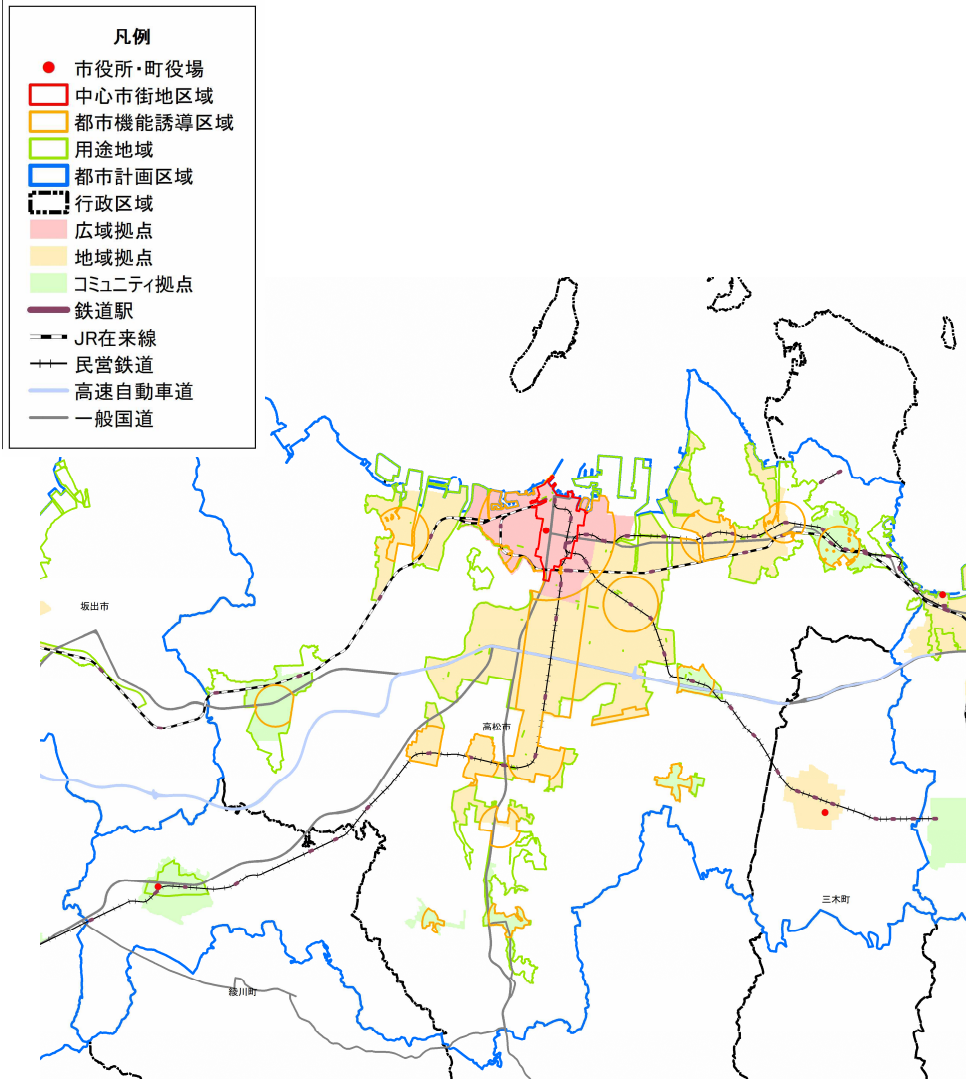 凡例
市役所・町役場
中心市街地区域
都市機能誘導区域
用途地域
都市計画区域
行政区域
広域拠点
地域拠点
コミュニティ拠点
鉄道駅
JR在来線
民営鉄道
高速自動車道
一般国道
坂出市
高松市
三木町
綾川町